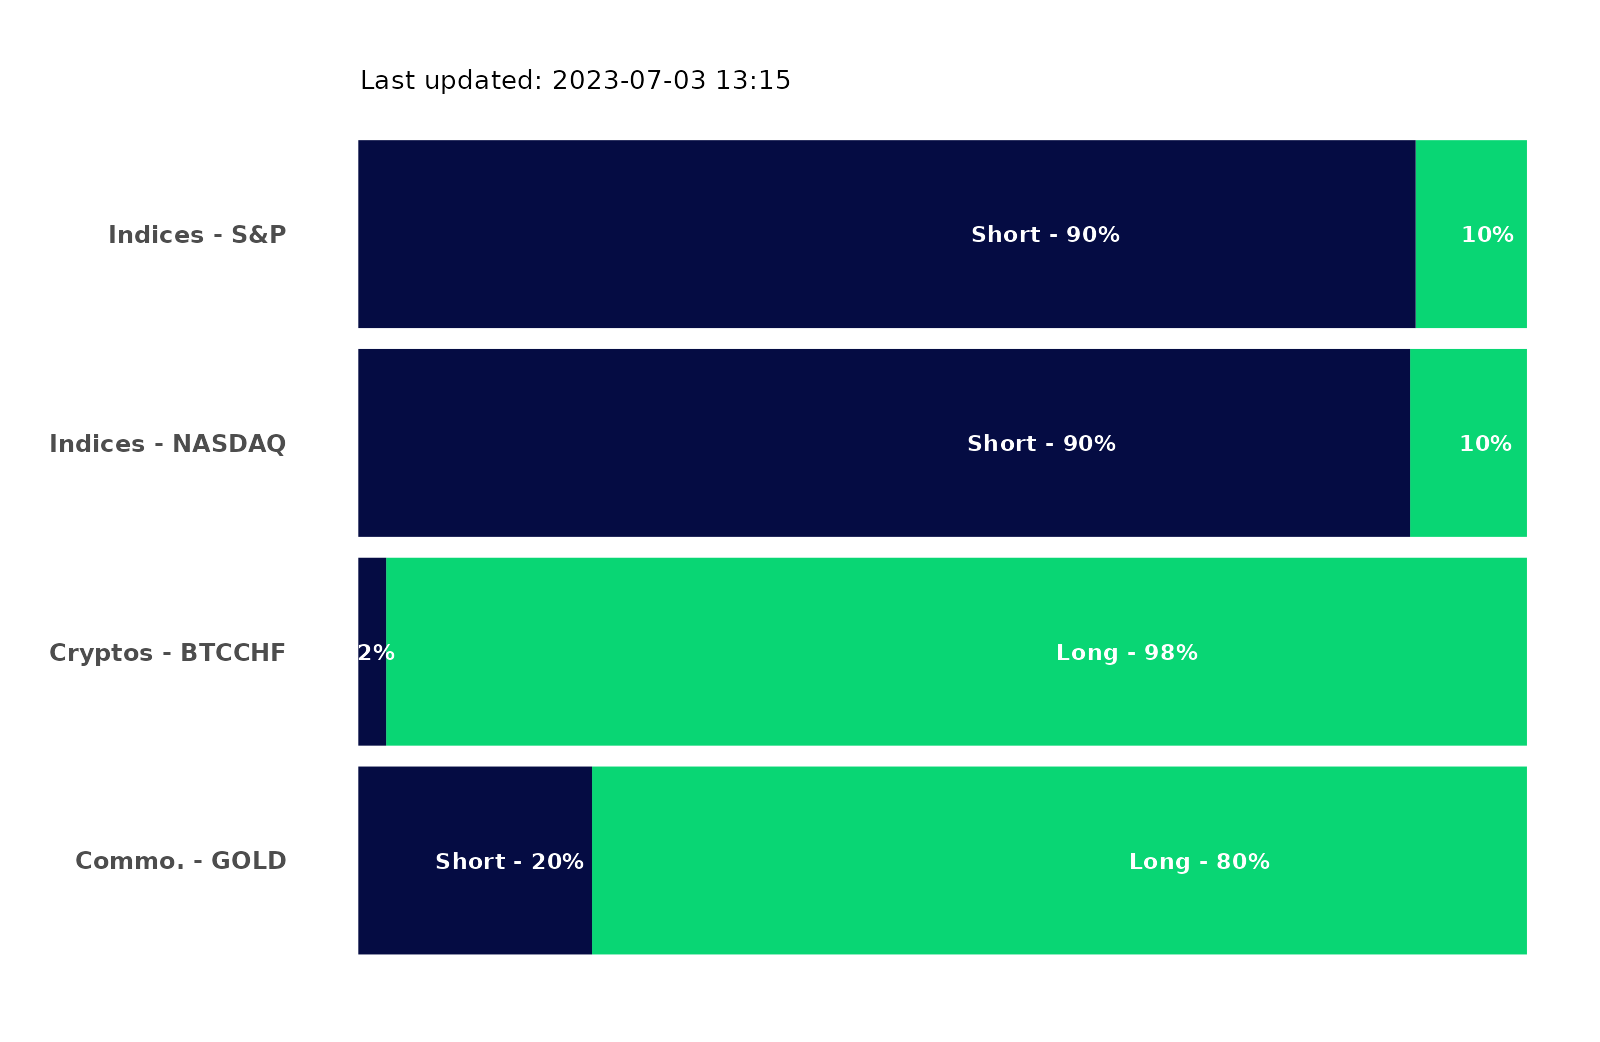 Last updated: 2023-07-03 13:15
Indices - S&P
Short - 90%
10%
Indices - NASDAQ
Short - 90%
10%
Cryptos - BTCCHF
2%
Long - 98%
Commo. - GOLD
Short - 20%
Long - 80%